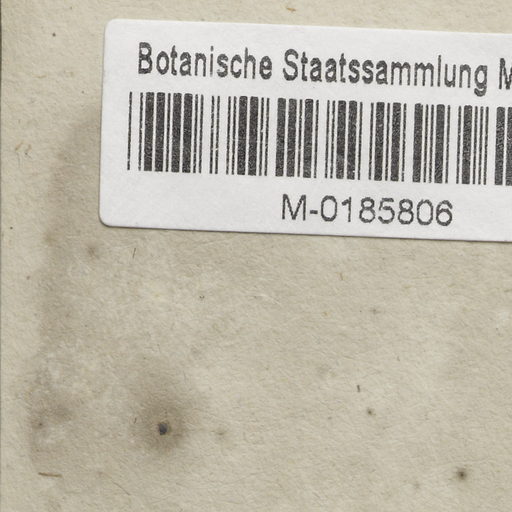 Botanische Staatssammlung M
M-0185806